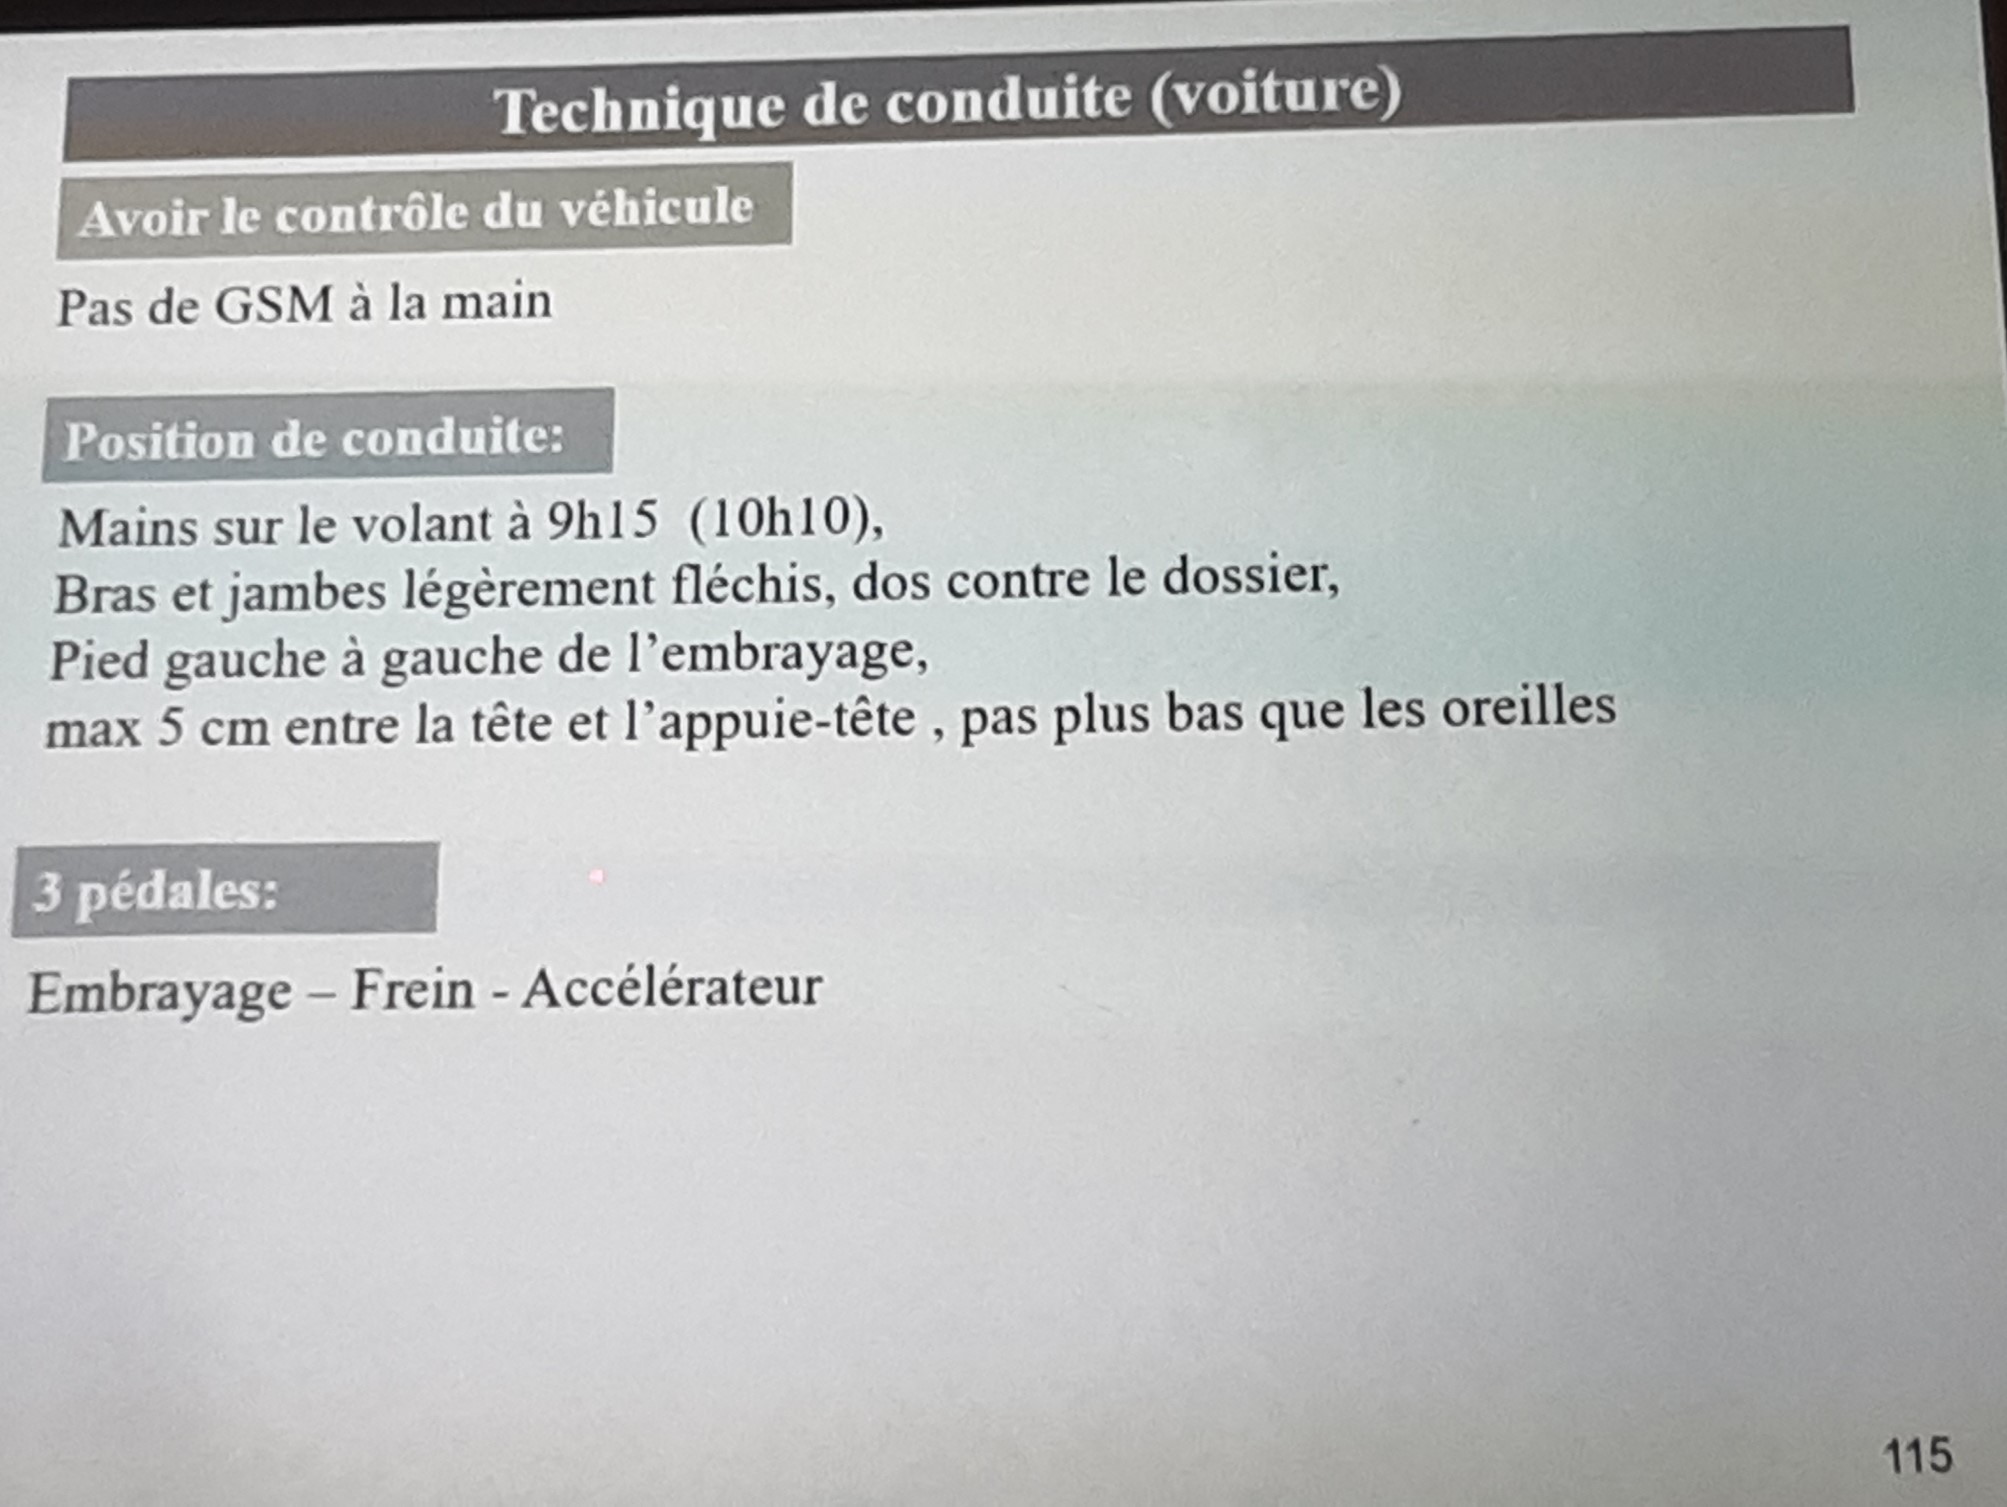 Technique de conduite (voiture)
Avoir le contrôle du véhicule
Pas de GSM à la main
Position de conduite:
Mains sur le volant à 9h15 (10h10),
Bras et jambes légèrement fléchis, dos contre le dossier,
Pied gauche à gauche de l’embrayage,
max 5 cm entre la tête et l’appuie-tête , pas plus bas que les oreilles
3 pédales:
Embrayage – Frein - Accélérateur
115